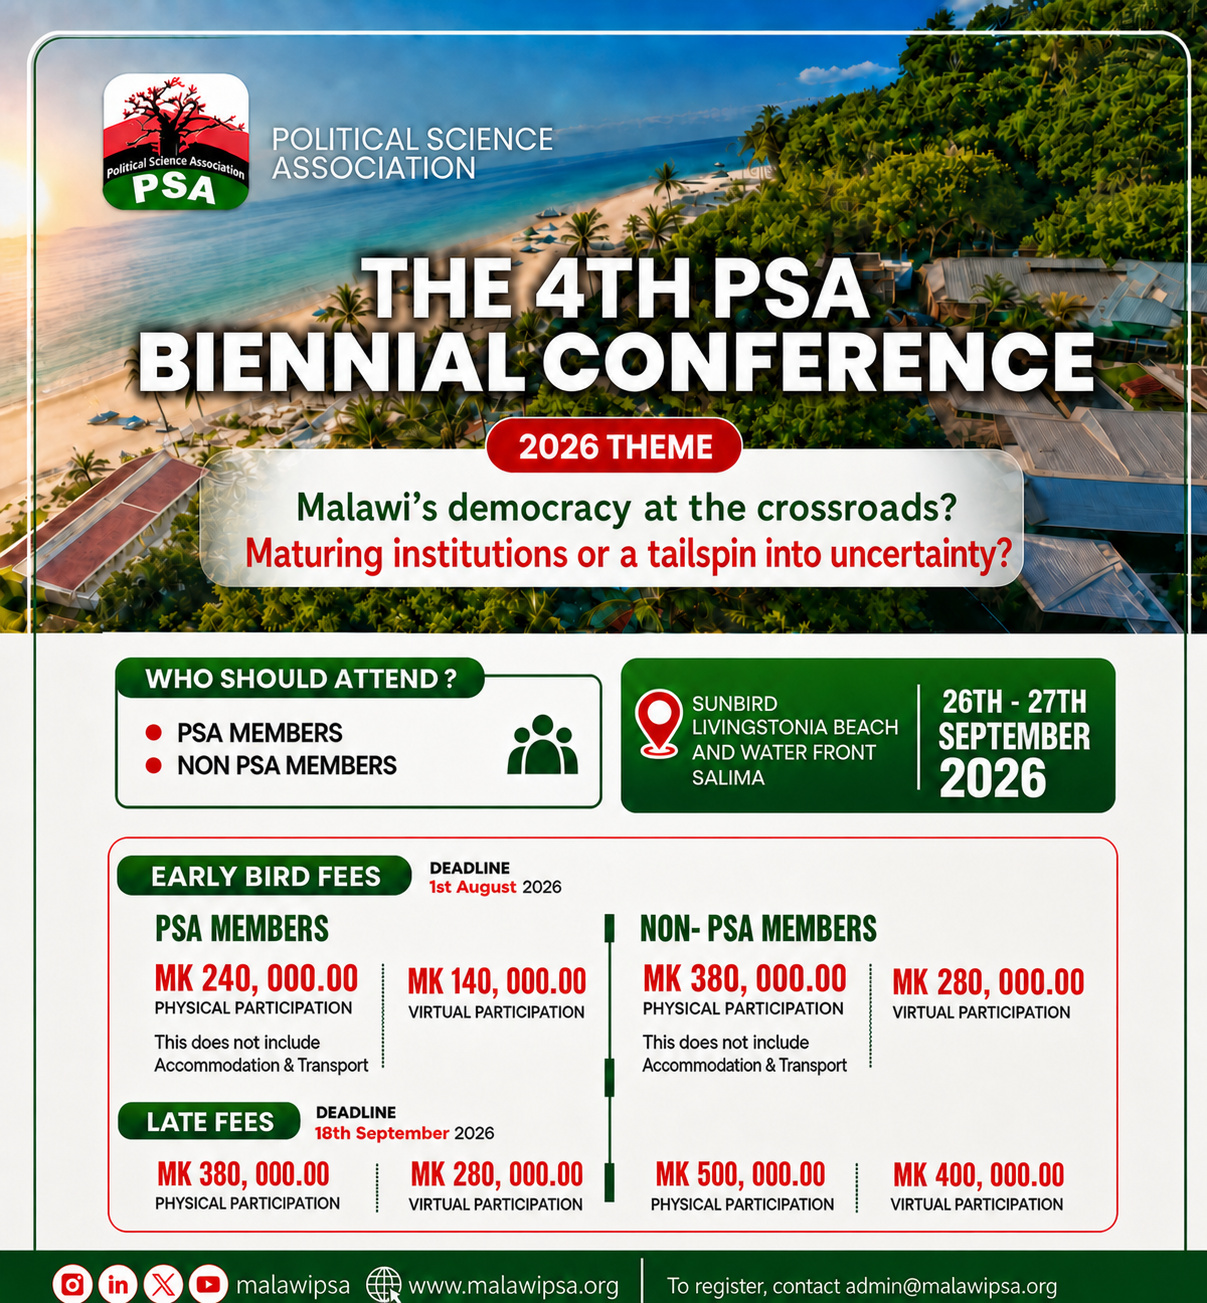 Political Science Association
PSA
POLITICAL SCIENCE
ASSOCIATION
THE 4TH PSA
BIENNIAL CONFERENCE
2026 THEME
Malawi's democracy at the crossroads?
Maturing institutions or a tailspin into uncertainty?
WHO SHOULD ATTEND ?
PSA MEMBERS
NON PSA MEMBERS
SUNBIRD
LIVINGSTONIA BEACH
AND WATER FRONT
SALIMA
26TH - 27TH
SEPTEMBER
2026
EARLY BIRD FEES
DEADLINE
1st August 2026
PSA MEMBERS
MK 240, 000.00
PHYSICAL PARTICIPATION
This does not include
Accommodation & Transport
MK 140, 000.00
VIRTUAL PARTICIPATION
NON- PSA MEMBERS
MK 380, 000.00
PHYSICAL PARTICIPATION
This does not include
Accommodation & Transport
MK 280, 000.00
VIRTUAL PARTICIPATION
LATE FEES
DEADLINE
18th September 2026
MK 380, 000.00
PHYSICAL PARTICIPATION
MK 280, 000.00
VIRTUAL PARTICIPATION
MK 500, 000.00
PHYSICAL PARTICIPATION
MK 400, 000.00
VIRTUAL PARTICIPATION
malawipsa
www.malawipsa.org
To register, contact admin@malawipsa.org